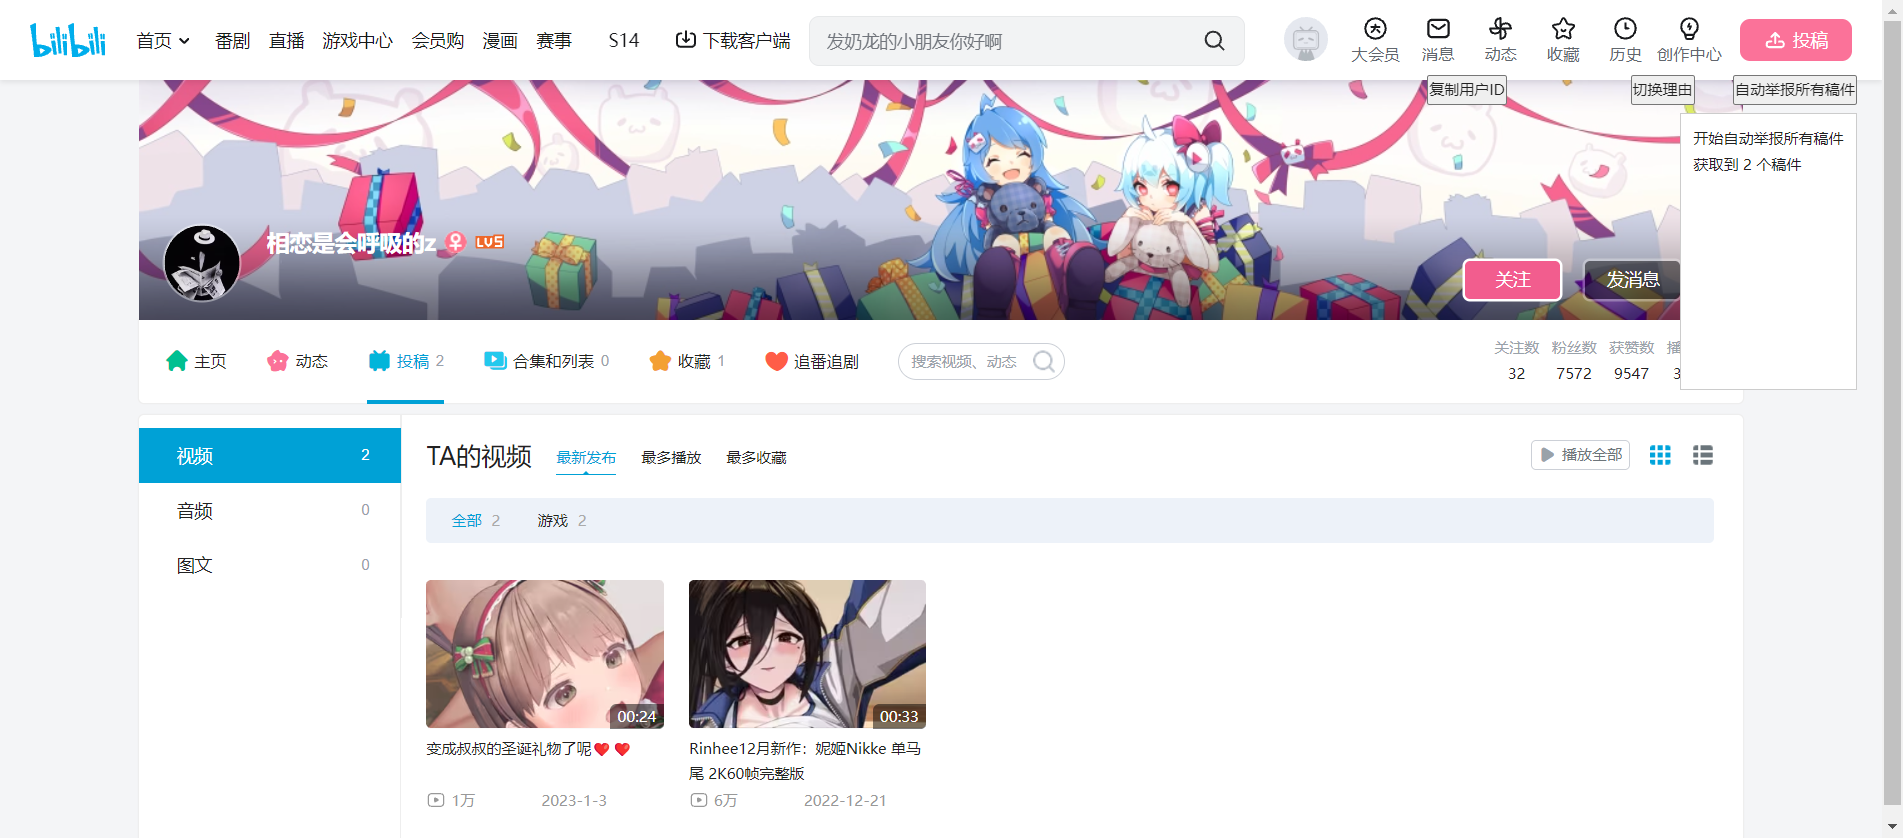 bilibili
首页 番剧 直播 游戏中心 会员购 漫画 赛事 S14 下载客户端
发奶龙的小朋友你好啊
大会员 消息 动态 收藏 历史 创作中心 投稿
复制用户ID 切换理由 自动举报所有稿件
开始自动举报所有稿件
获取到 2 个稿件
相恋是会呼吸的z LV5
关注 发消息
主页 动态 投稿 2 合集和列表 0 收藏 1 追番追剧 搜索视频、动态
关注数 粉丝数 获赞数 播
32 7572 9547 3
视频 2
音频 0
图文 0
TA的视频 最新发布 最多播放 最多收藏 播放全部
全部 2 游戏 2
00:24
变成叔叔的圣诞礼物了呢❤️ ❤️
1万 2023-1-3
00:33
Rinhee12月新作：妮姬Nikke 单马
尾 2K60帧完整版
6万 2022-12-21